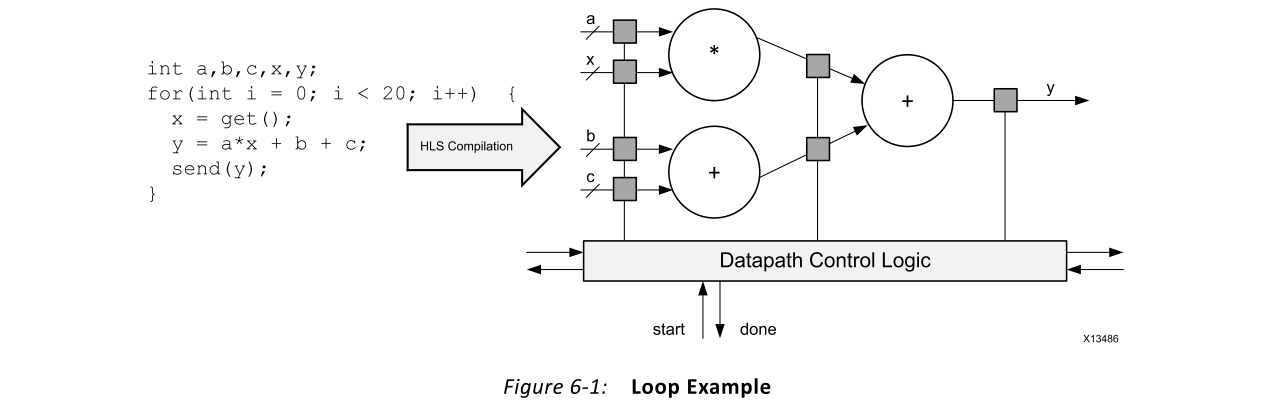 int a,b,c,x,y;
for(int i = 0; i < 20; i++)  {
  x = get();
  y = a*x + b + c;
  send(y);
}
HLS Compilation
a
x
b
c
*
+
+
y
Datapath Control Logic
start
done
X13486
Figure 6-1: Loop Example